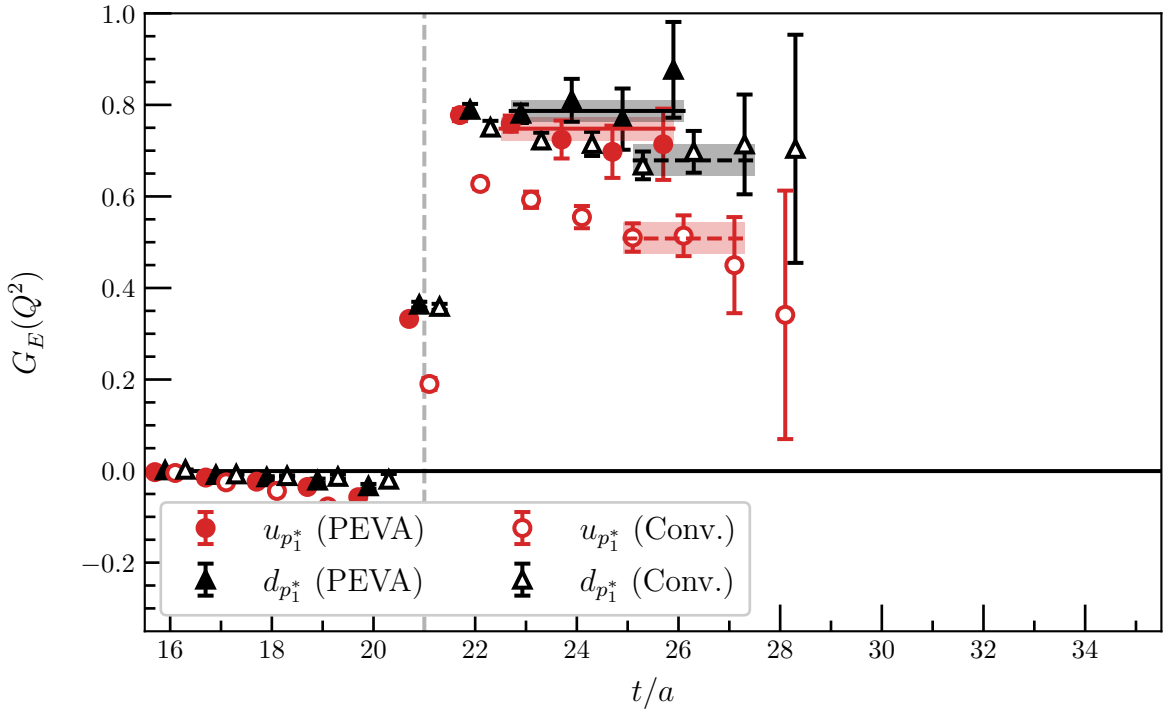 1.0
0.8
0.6
0.4
0.2
0.0
−0.2
G_E(Q²)
u_{p_1^*} (PEVA)
u_{p_1^*} (Conv.)
d_{p_1^*} (PEVA)
d_{p_1^*} (Conv.)
16 18 20 22 24 26 28 30 32 34
t/a